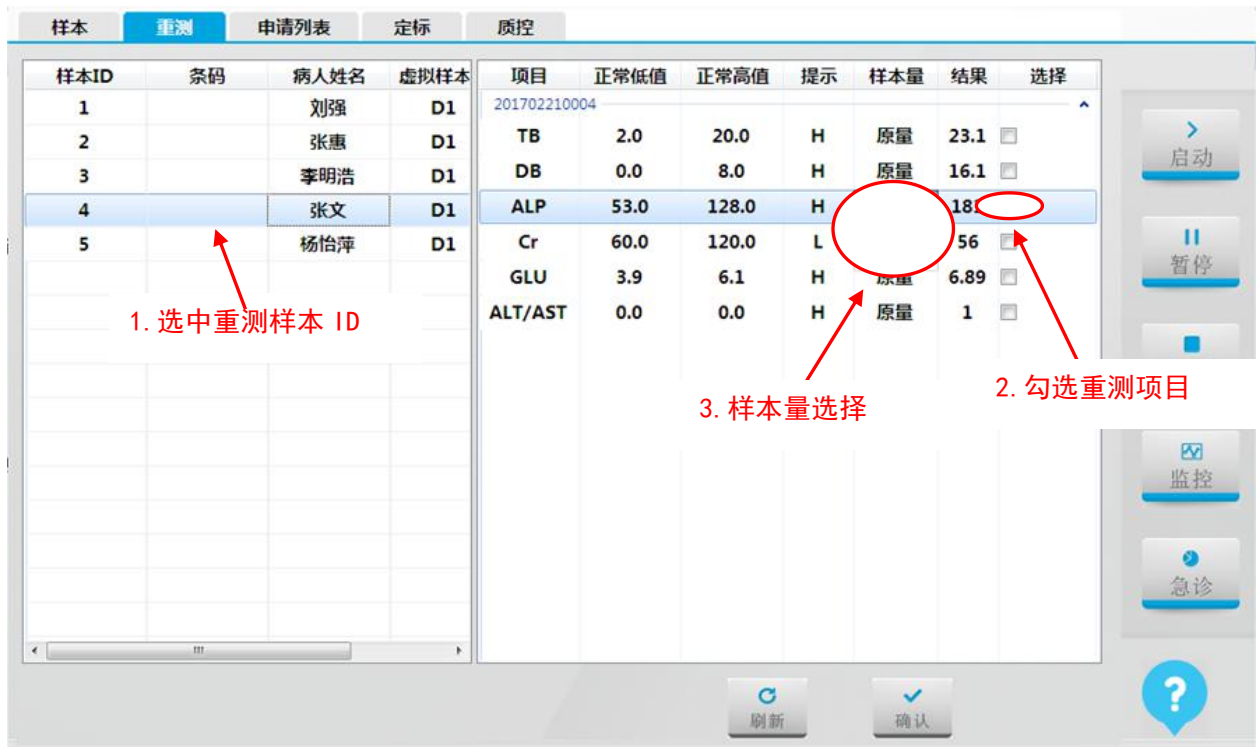 样本 重测 申请列表 定标 质控
样本ID 条码 病人姓名 虚拟样本 项目 正常低值 正常高值 提示 样本量 结果 选择
1 刘强 D1
2 张惠 D1
3 李明浩 D1
4 张文 D1
5 杨怡萍 D1
201702210004
TB 2.0 20.0 H 原量 23.1
DB 0.0 8.0 H 原量 16.1
ALP 53.0 128.0 H
Cr 60.0 120.0 L 56
GLU 3.9 6.1 H 原量 6.89
ALT/AST 0.0 0.0 H 原量 1
1.选中重测样本 ID
2.勾选重测项目
3.样本量选择
启动
暂停
监控
急诊
刷新 确认
?